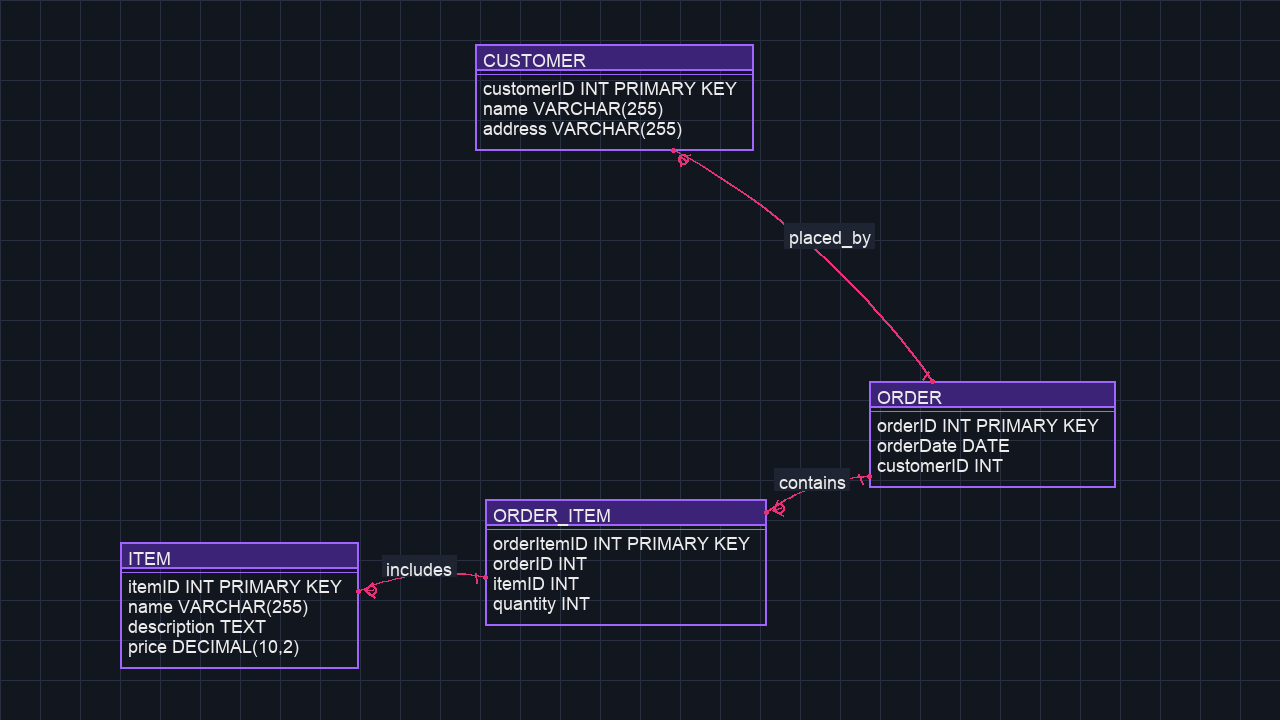 CUSTOMER
customerID INT PRIMARY KEY
name VARCHAR(255)
address VARCHAR(255)
placed_by
ORDER
orderID INT PRIMARY KEY
orderDate DATE
customerID INT
contains
ORDER_ITEM
orderItemID INT PRIMARY KEY
orderID INT
itemID INT
quantity INT
includes
ITEM
itemID INT PRIMARY KEY
name VARCHAR(255)
description TEXT
price DECIMAL(10,2)